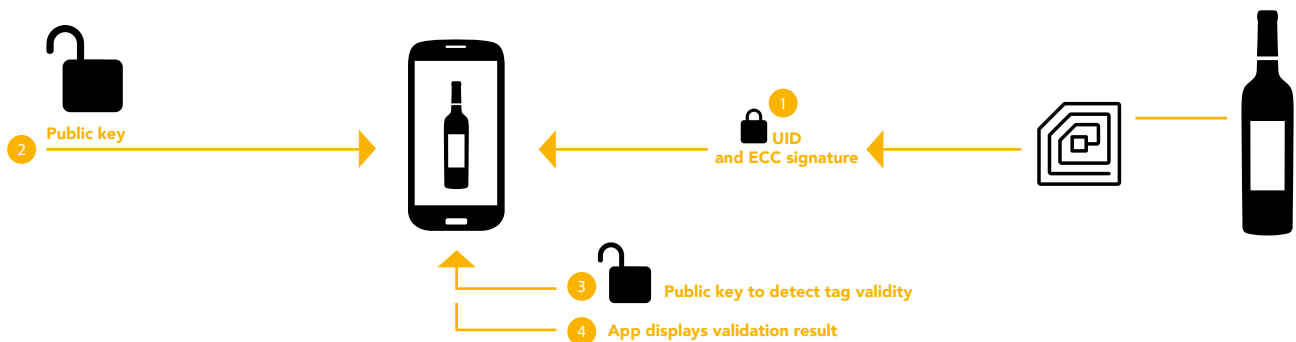 1
UID
and ECC signature
2
Public key
3
Public key to detect tag validity
4
App displays validation result